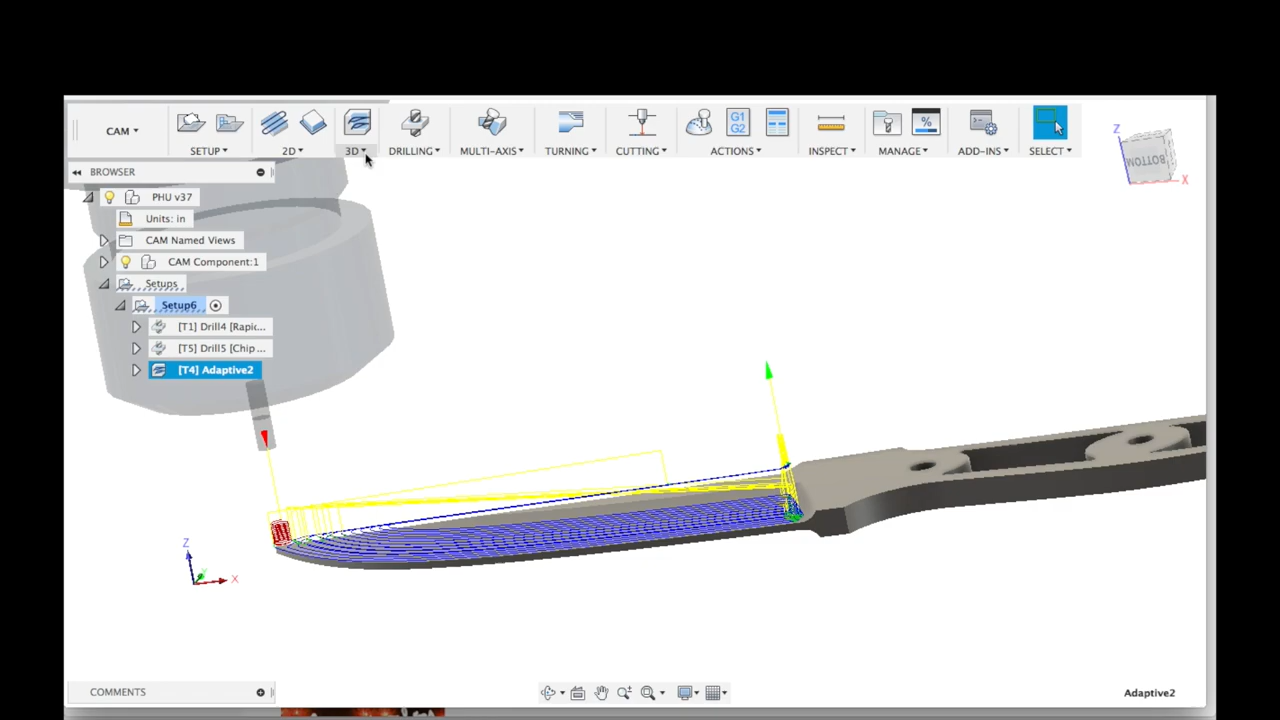 CAM
SETUP
2D
3D
DRILLING
MULTI-AXIS
TURNING
CUTTING
G1
G2
ACTIONS
INSPECT
%
MANAGE
ADD-INS
SELECT
BROWSER
PHU v37
Units: in
CAM Named Views
CAM Component:1
Setups
Setup6
[T1] Drill4 [Rapic...
[T5] Drill5 [Chip ...
[T4] Adaptive2
Z
BOTTOM
X
Z
Y
X
COMMENTS
Adaptive2